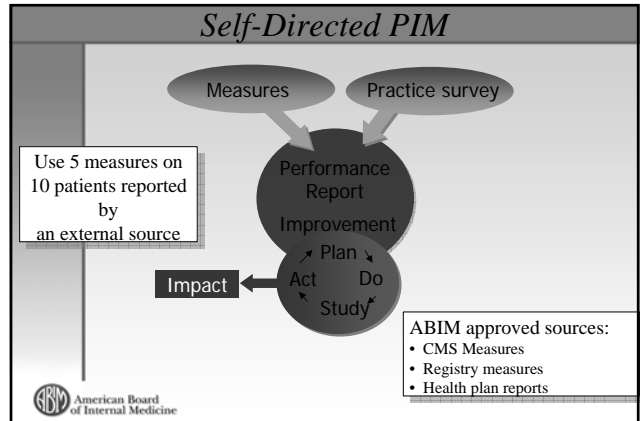 Self-Directed PIM
Measures
Practice survey
Use 5 measures on
10 patients reported
by
an external source
Performance
Report
Improvement
Plan
Act
Do
Study
Impact
ABIM approved sources:
• CMS Measures
• Registry measures
• Health plan reports
ABIM
American Board
of Internal Medicine